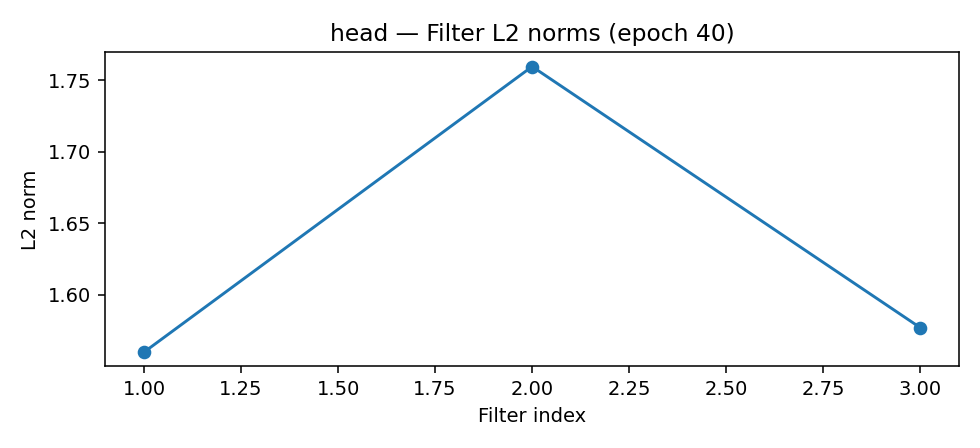 head — Filter L2 norms (epoch 40)
L2 norm
1.75
1.70
1.65
1.60
1.00 1.25 1.50 1.75 2.00 2.25 2.50 2.75 3.00
Filter index